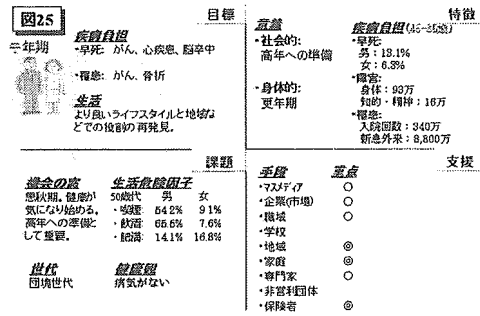 図25
目標
中年期
疾病負担
・早死: がん、心疾患、脳卒中
・罹患: がん、骨折
生活
より良いライフスタイルと地域な
どでの役割の再発見。
特徴
意義
・社会的:
高年への準備
・身体的:
更年期
疾病負担
・早死:
男:13.1%
女:6.3%
・障害:
身体:93万
知的・精神:16万
・罹患:
入院回数:340万
新患外来:8,800万
課題
機会の窓
思秋期。健康が
気になり始める。
高年への準備と
して重要。
生活危険因子
50歳代 男 女
・喫煙: 54.2% 9.1%
・飲酒: 65.6% 7.6%
・肥満: 14.1% 16.8%
世代
団塊世代
健康観
病気がない
支援
手段 重点
・マスメディア ○
・企業(市場) ○
・職域 ○
・学校
・地域 ◎
・家庭 ◎
・専門家 ○
・非営利団体
・保険者 ◎